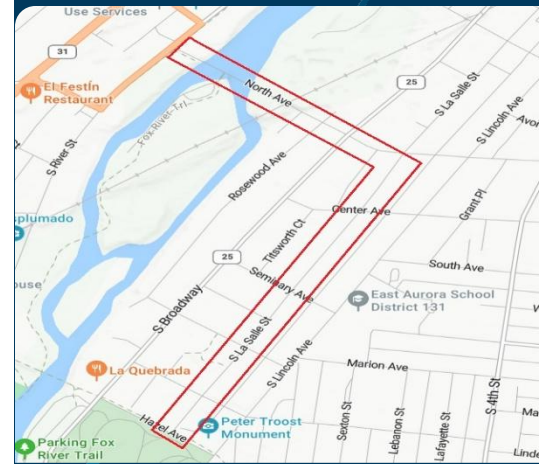 Use Services
31
El Festín
Restaurant
North Ave
25
S La Salle St
S Lincoln Ave
Fox-River-Trl
S River St
Rosewood Ave
Center Ave
Grant Pl
splumado
Titsworth Ct
25
South Ave
Seminary Ave
East Aurora School
District 131
S Broadway
S La Salle St
La Quebrada
S Lincoln Ave
Marion Ave
S 4th St
Hazel Ave
Peter Troost
Monument
Sexton St
Lebanon St
Lafayette St
Parking Fox
River Trail